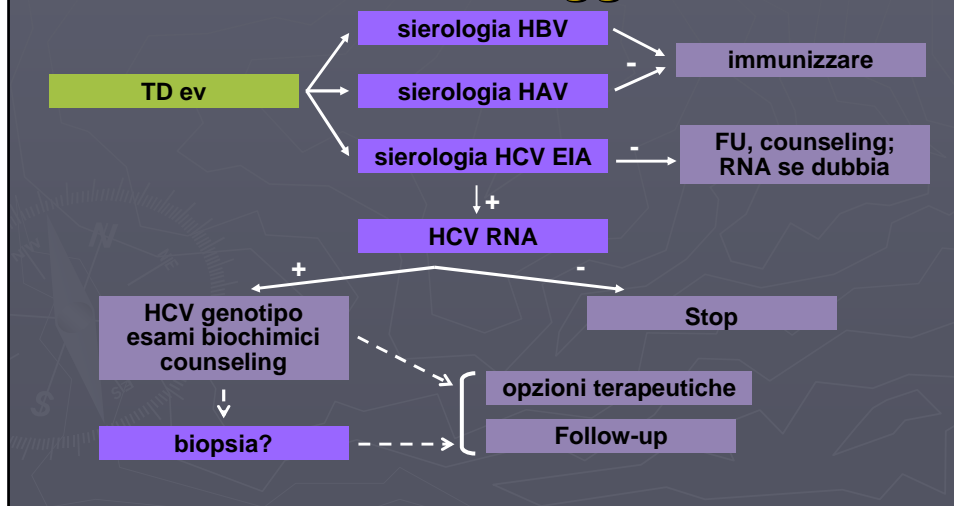 sierologia HBV
-
immunizzare
TD ev
sierologia HAV
sierologia HCV EIA
-
FU, counseling;
RNA se dubbia
+
HCV RNA
+
-
HCV genotipo
esami biochimici
counseling
Stop
opzioni terapeutiche
biopsia?
Follow-up
N
S